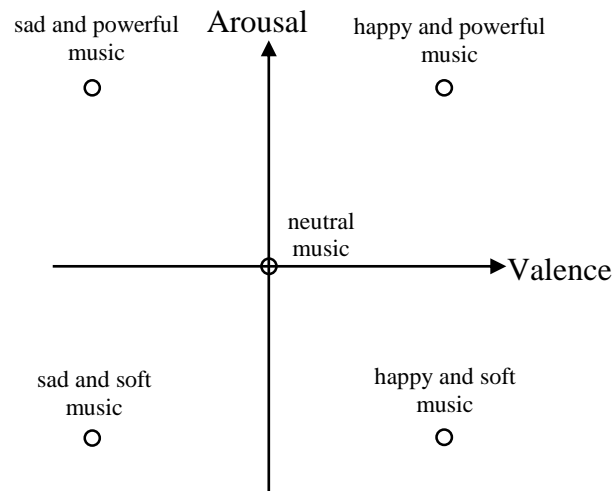 sad and powerful
music
Arousal
happy and powerful
music
neutral
music
Valence
sad and soft
music
happy and soft
music